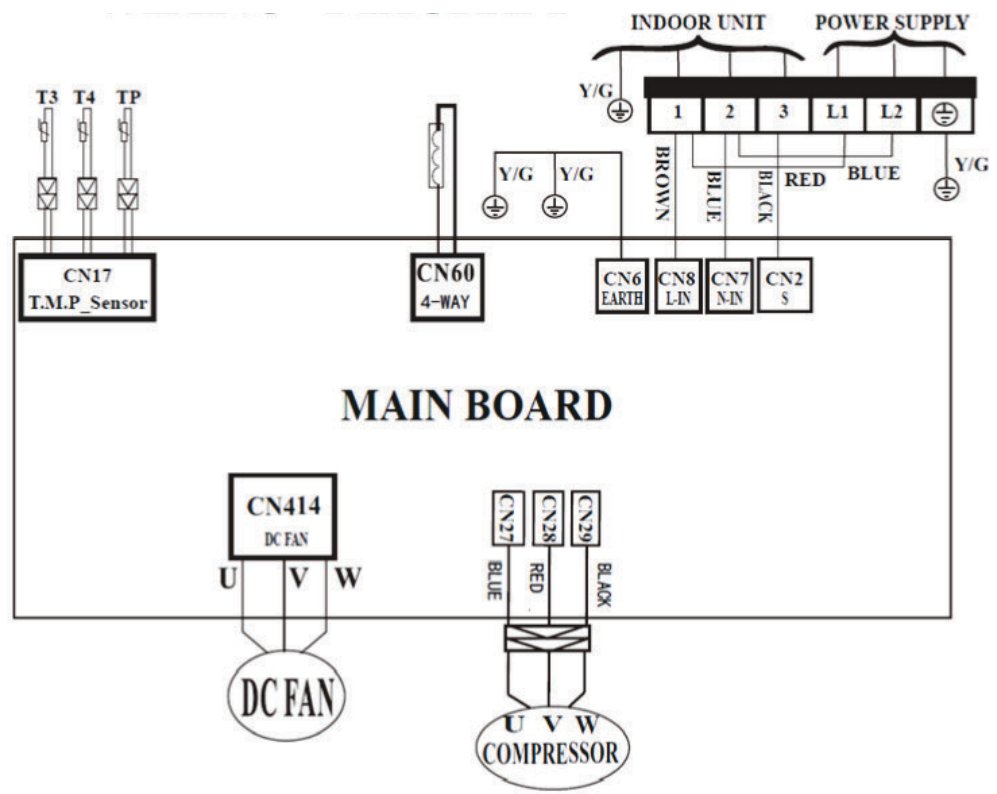 INDOOR UNIT
POWER SUPPLY
T3 T4 TP
Y/G
1 2 3 L1 L2
Y/G Y/G
BROWN
BLUE
BLACK
RED
BLUE
Y/G
CN17
T.M.P_Sensor
CN60
4-WAY
CN6
EARTH
CN8
L-IN
CN7
N-IN
CN2
S
MAIN BOARD
CN414
DC FAN
U V W
CN27
CN28
CN29
BLUE
RED
BLACK
DC FAN
U V W
COMPRESSOR